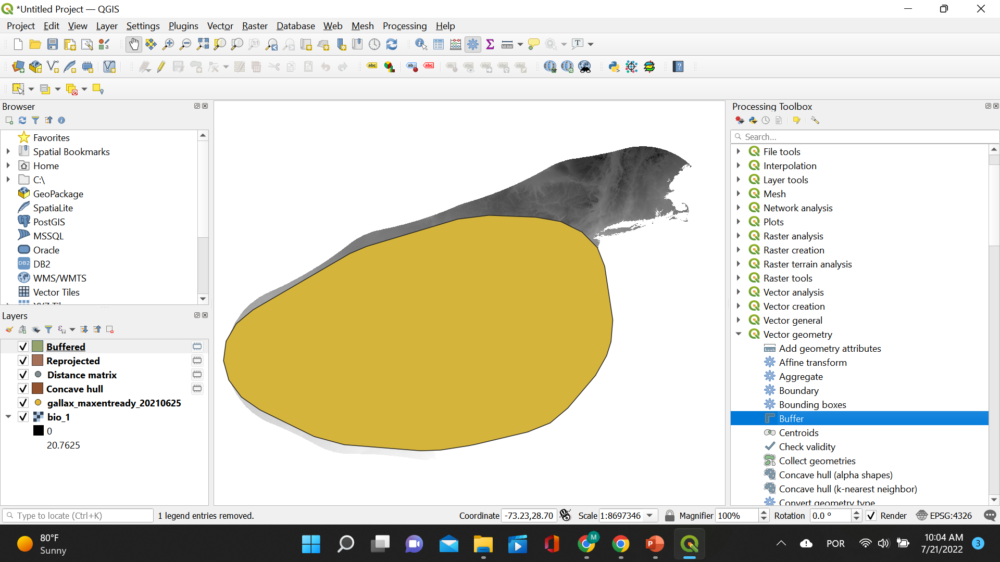 *Untitled Project — QGIS
Project Edit View Layer Settings Plugins Vector Raster Database Web Mesh Processing Help
Browser
Favorites
Spatial Bookmarks
Home
C:\
GeoPackage
SpatiaLite
PostGIS
MSSQL
Oracle
DB2
WMS/WMTS
Vector Tiles
Layers
Buffered
Reprojected
Distance matrix
Concave hull
gallax_maxentready_20210625
bio_1
0
20.7625
Processing Toolbox
Search...
File tools
Interpolation
Layer tools
Mesh
Network analysis
Plots
Raster analysis
Raster creation
Raster terrain analysis
Raster tools
Vector analysis
Vector creation
Vector general
Vector geometry
Add geometry attributes
Affine transform
Aggregate
Boundary
Bounding boxes
Buffer
Centroids
Check validity
Collect geometries
Concave hull (alpha shapes)
Concave hull (k-nearest neighbor)
Convert geometry type
Type to locate (Ctrl+K) 1 legend entries removed. Coordinate -73.23,28.70 Scale 1:8697346 Magnifier 100% Rotation 0.0 ° Render EPSG:4326
80°F
Sunny
POR
10:04 AM
7/21/2022
3